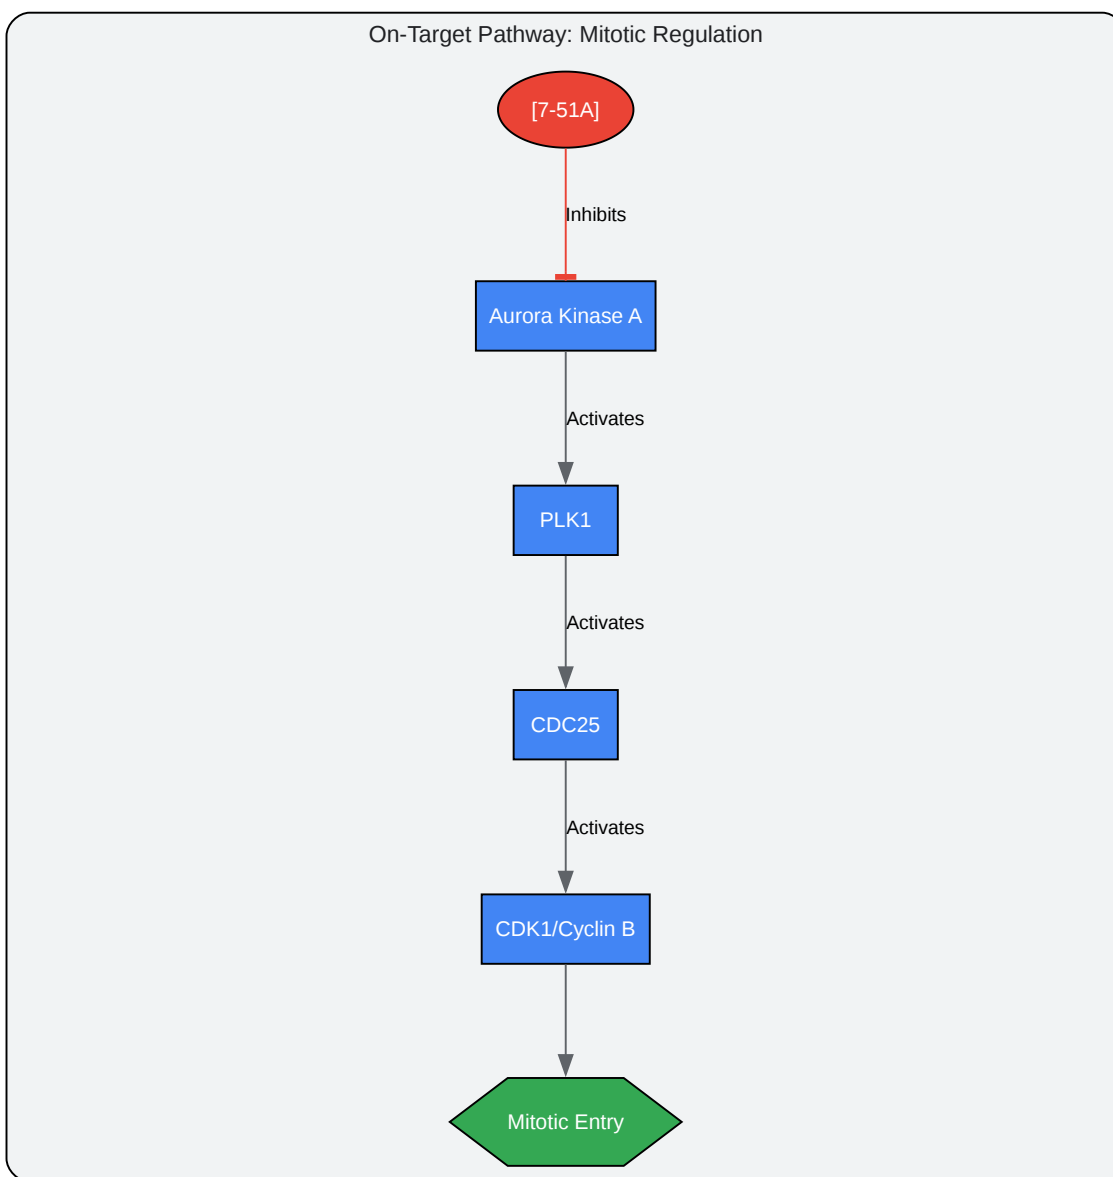 On-Target Pathway: Mitotic Regulation
[7-51A]
Inhibits
Aurora Kinase A
Activates
PLK1
Activates
CDC25
Activates
CDK1/Cyclin B
Mitotic Entry